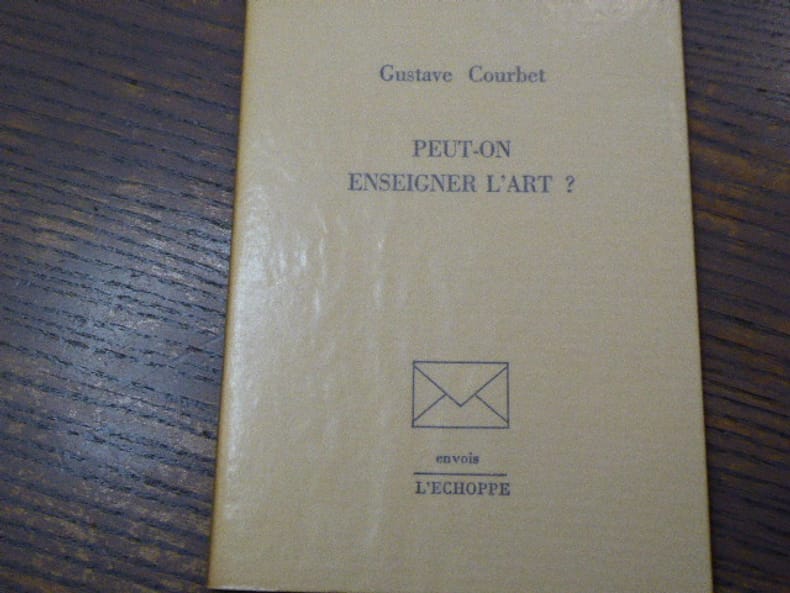 Gustave Courbet
PEUT-ON
ENSEIGNER L'ART ?
envois
L'ECHOPPE